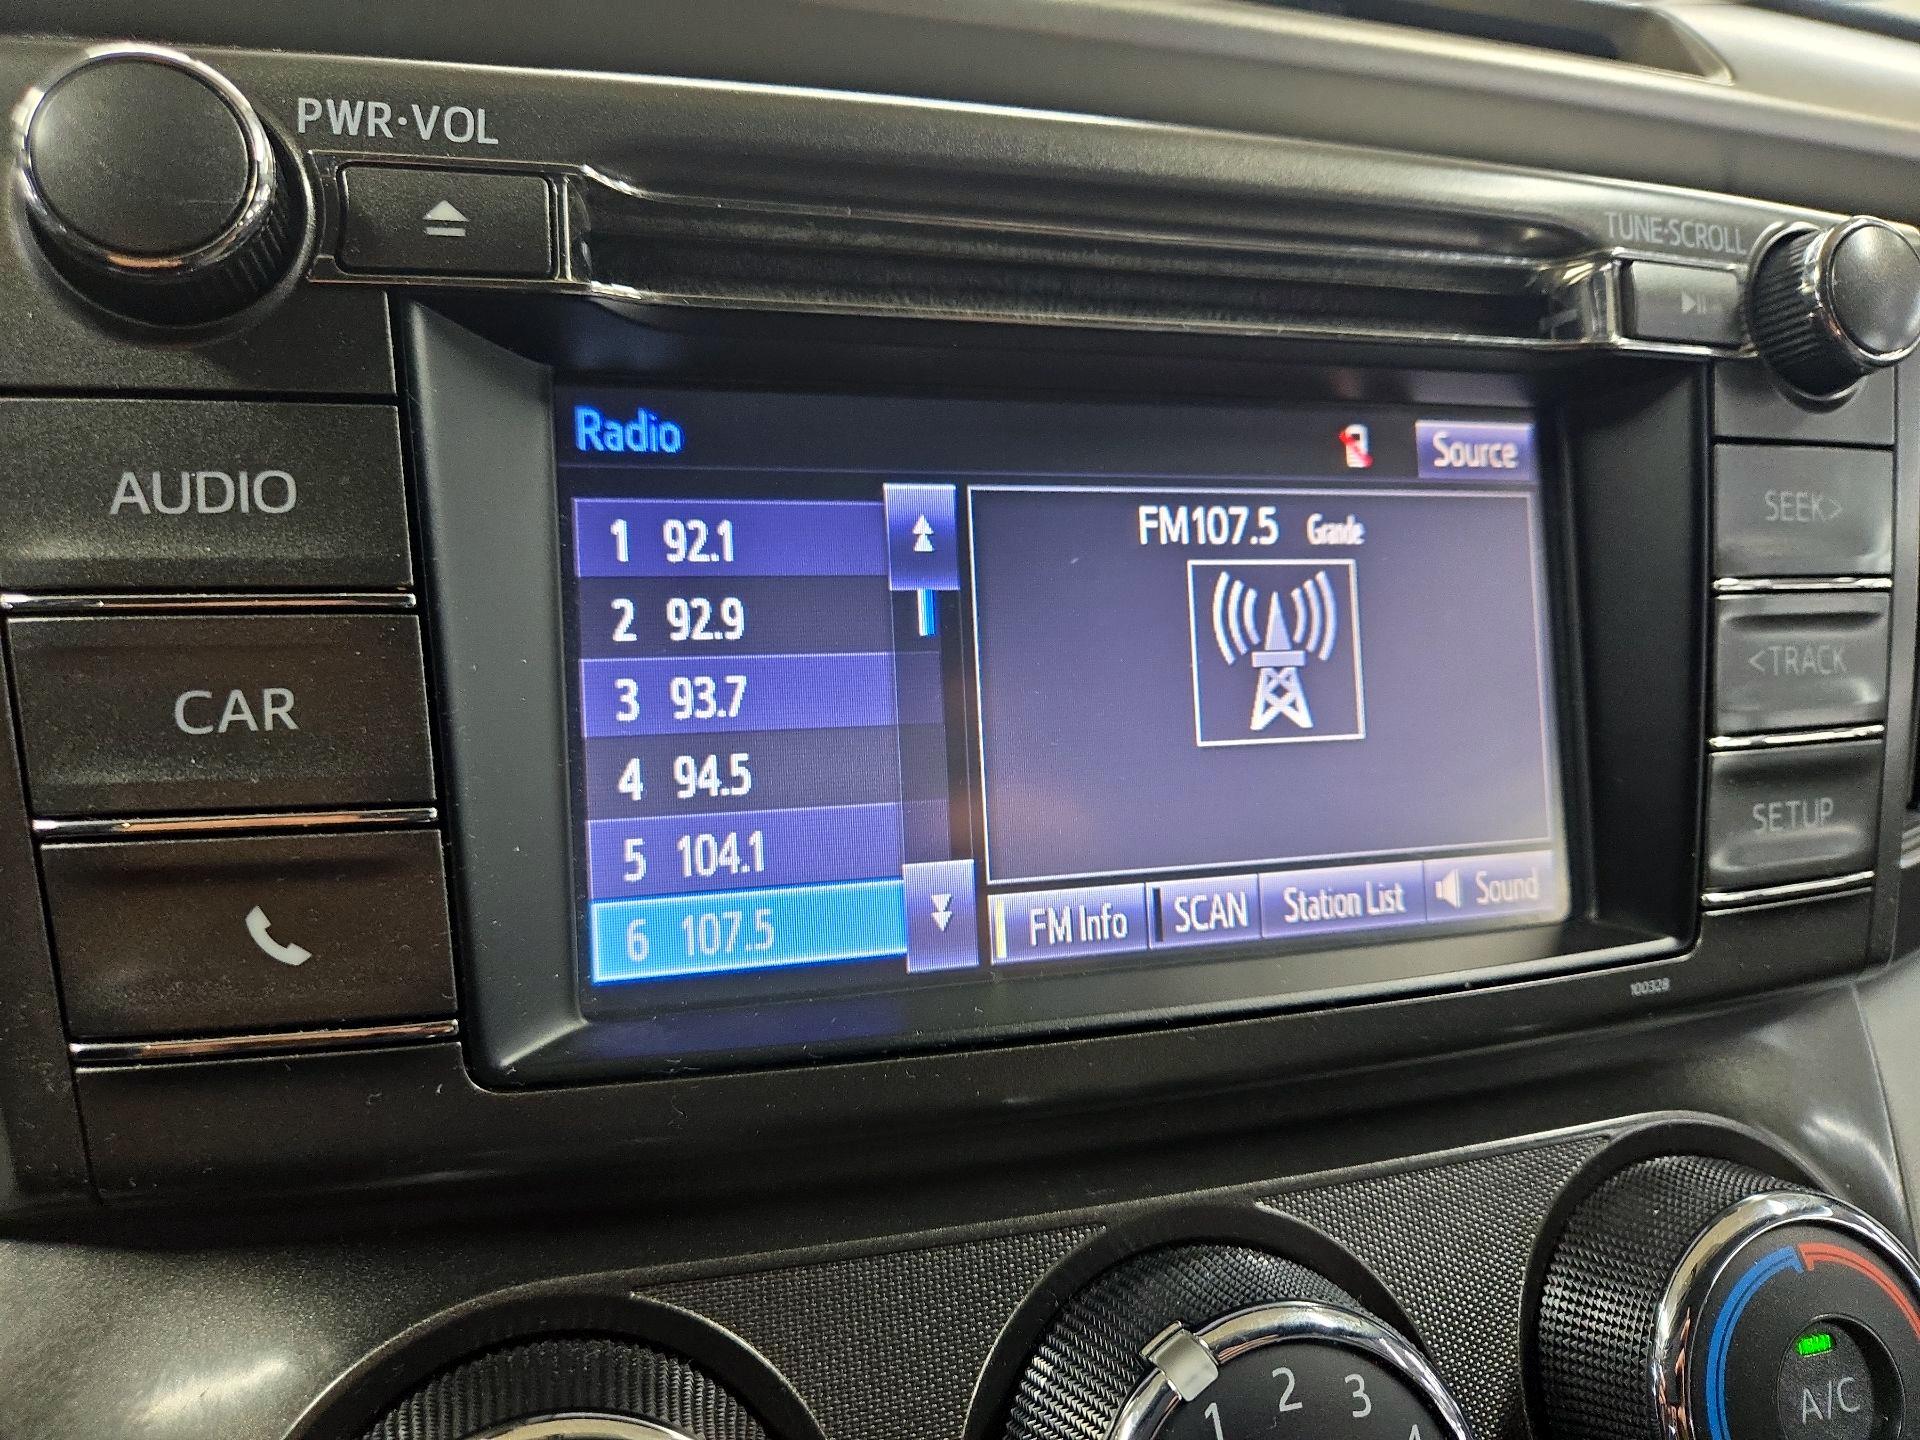 PWR·VOL
TUNE·SCROLL
AUDIO
CAR
Radio
Source
1 92.1
2 92.9
3 93.7
4 94.5
5 104.1
6 107.5
FM107.5 Grande
FM Info
SCAN
Station List
Sound
SEEK>
<TRACK
SETUP
100328
1 2 3 4
A/C